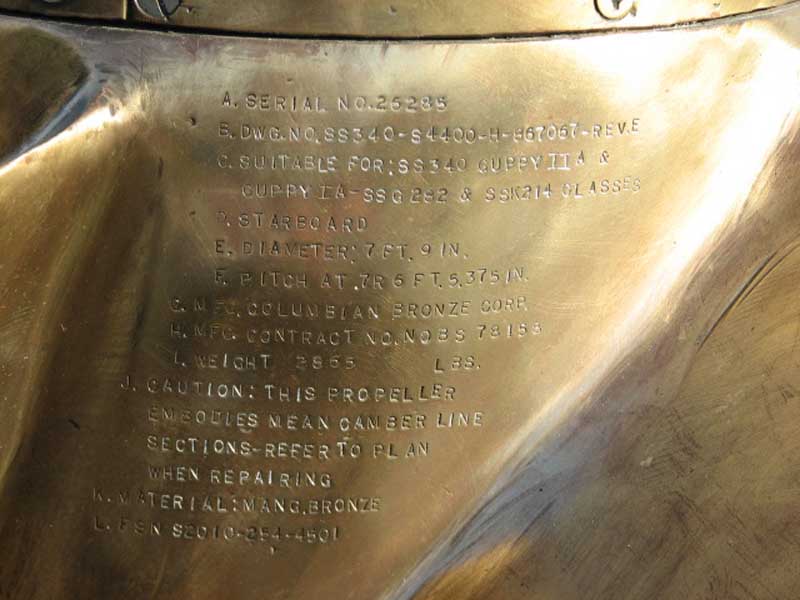 A. SERIAL NO.26285
B. DWG.NO.SS340-S4400-H-867067-REV.E
C. SUITABLE FOR:SS340 GUPPY IIA &
GUPPY IA-SSG282 & SSK214 CLASSES
D. STARBOARD
E. DIAMETER: 7 FT. 9 IN.
F. PITCH AT .7R 6 FT. 5.375 IN.
G. MFG. COLUMBIAN BRONZE CORP.
H. MFG. CONTRACT NO. NOBS 78153
I. WEIGHT 2865 LBS.
J. CAUTION: THIS PROPELLER
EMBODIES MEAN CAMBER LINE
SECTIONS-REFER TO PLAN
WHEN REPAIRING
K. MATERIAL: MANG. BRONZE
L. FSN S2010-254-4501